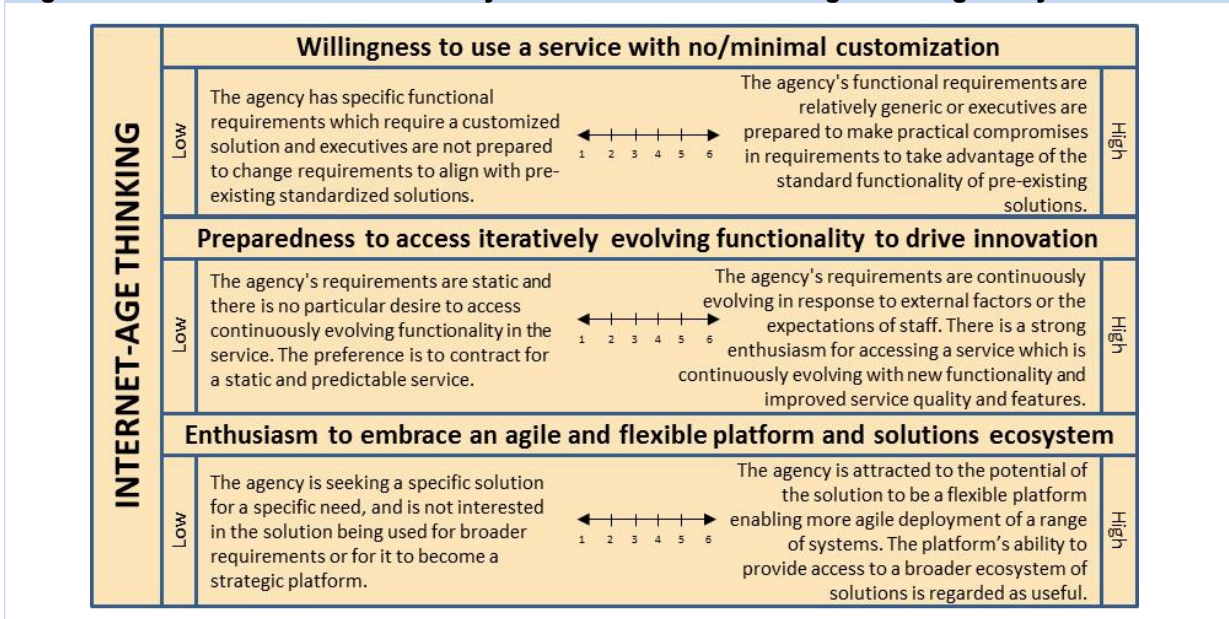 INTERNET-AGE THINKING
Willingness to use a service with no/minimal customization
Low
The agency has specific functional
requirements which require a customized
solution and executives are not prepared
to change requirements to align with pre-
existing standardized solutions.
1 2 3 4 5 6
The agency's functional requirements are
relatively generic or executives are
prepared to make practical compromises
in requirements to take advantage of the
standard functionality of pre-existing
solutions.
High
Preparedness to access iteratively evolving functionality to drive innovation
Low
The agency's requirements are static and
there is no particular desire to access
continuously evolving functionality in the
service. The preference is to contract for
a static and predictable service.
1 2 3 4 5 6
The agency's requirements are continuously
evolving in response to external factors or the
expectations of staff. There is a strong
enthusiasm for accessing a service which is
continuously evolving with new functionality and
improved service quality and features.
High
Enthusiasm to embrace an agile and flexible platform and solutions ecosystem
Low
The agency is seeking a specific solution
for a specific need, and is not interested
in the solution being used for broader
requirements or for it to become a
strategic platform.
1 2 3 4 5 6
The agency is attracted to the potential of
the solution to be a flexible platform
enabling more agile deployment of a range
of systems. The platform’s ability to
provide access to a broader ecosystem of
solutions is regarded as useful.
High